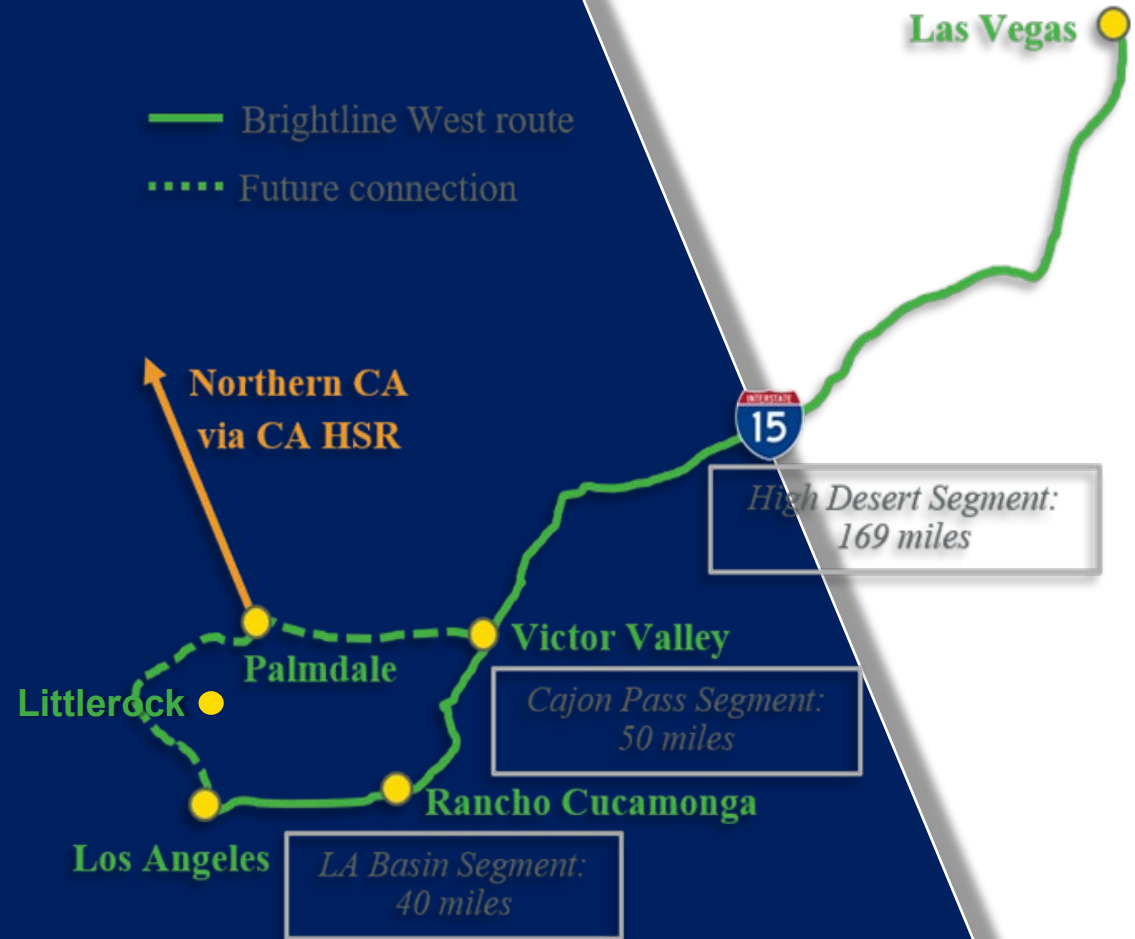 Las Vegas
Brightline West route
Future connection
Northern CA
via CA HSR
INTERSTATE
15
High Desert Segment:
169 miles
Victor Valley
Palmdale
Littlerock
Cajon Pass Segment:
50 miles
Rancho Cucamonga
Los Angeles
LA Basin Segment:
40 miles